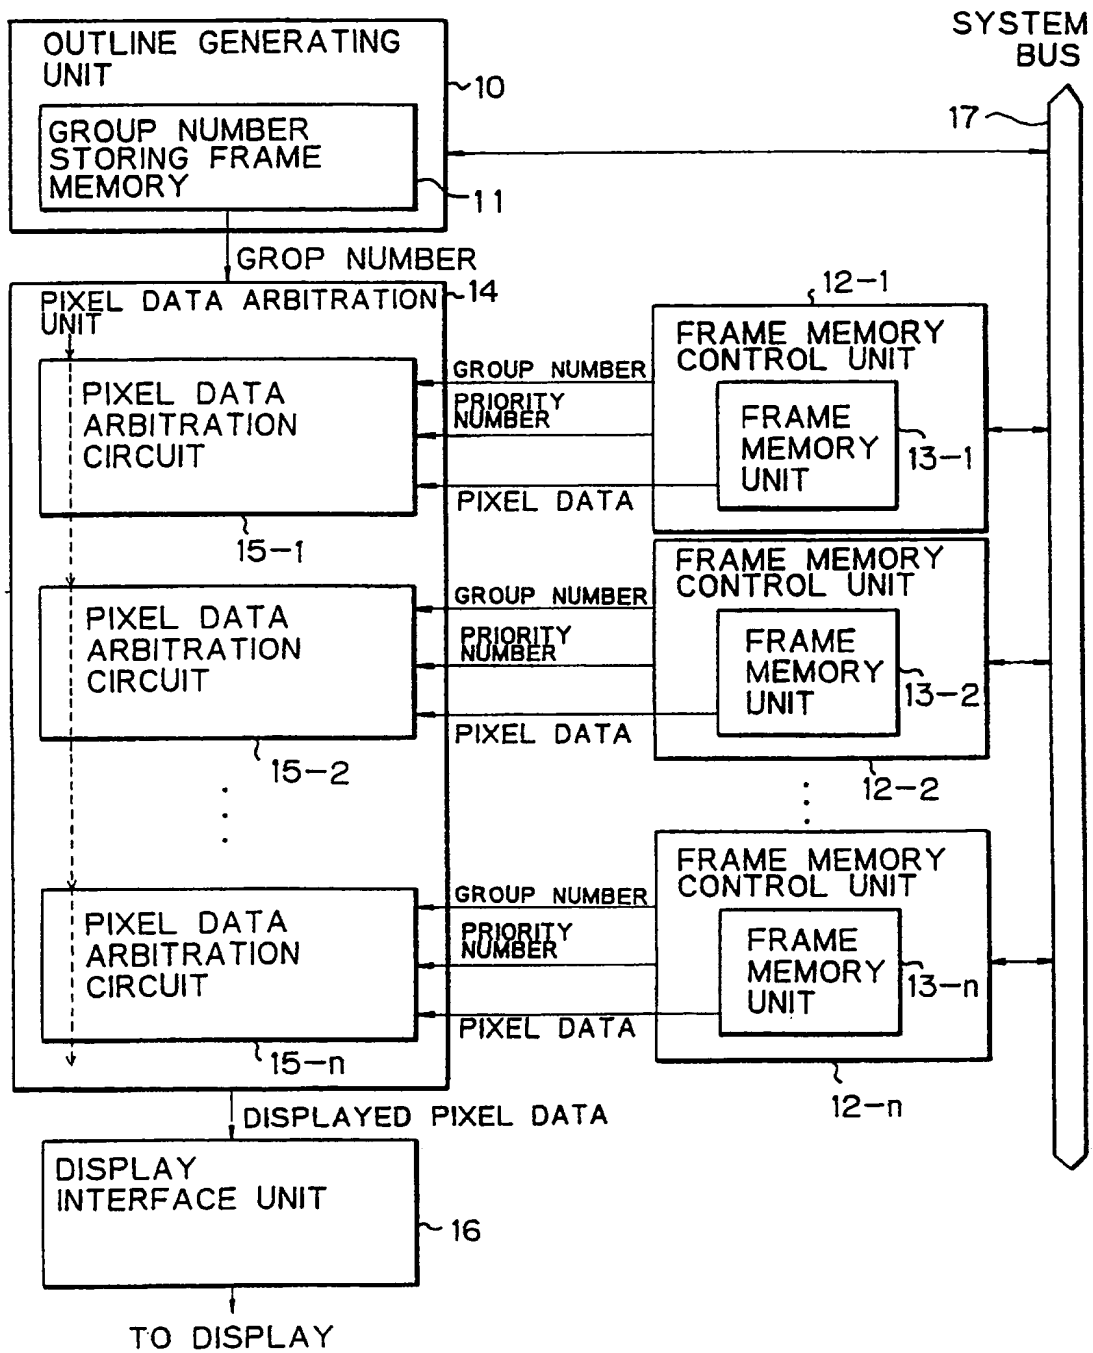 OUTLINE GENERATING
UNIT
10
GROUP NUMBER
STORING FRAME
MEMORY
11
SYSTEM
BUS
17
GROP NUMBER
PIXEL DATA ARBITRATION
UNIT
14
PIXEL DATA
ARBITRATION
CIRCUIT
15-1
GROUP NUMBER
PRIORITY
NUMBER
PIXEL DATA
12-1
FRAME MEMORY
CONTROL UNIT
FRAME
MEMORY
UNIT
13-1
PIXEL DATA
ARBITRATION
CIRCUIT
15-2
GROUP NUMBER
PRIORITY
NUMBER
PIXEL DATA
FRAME MEMORY
CONTROL UNIT
FRAME
MEMORY
UNIT
13-2
12-2
PIXEL DATA
ARBITRATION
CIRCUIT
15-n
GROUP NUMBER
PRIORITY
NUMBER
PIXEL DATA
FRAME MEMORY
CONTROL UNIT
FRAME
MEMORY
UNIT
13-n
12-n
DISPLAYED PIXEL DATA
DISPLAY
INTERFACE UNIT
16
TO DISPLAY